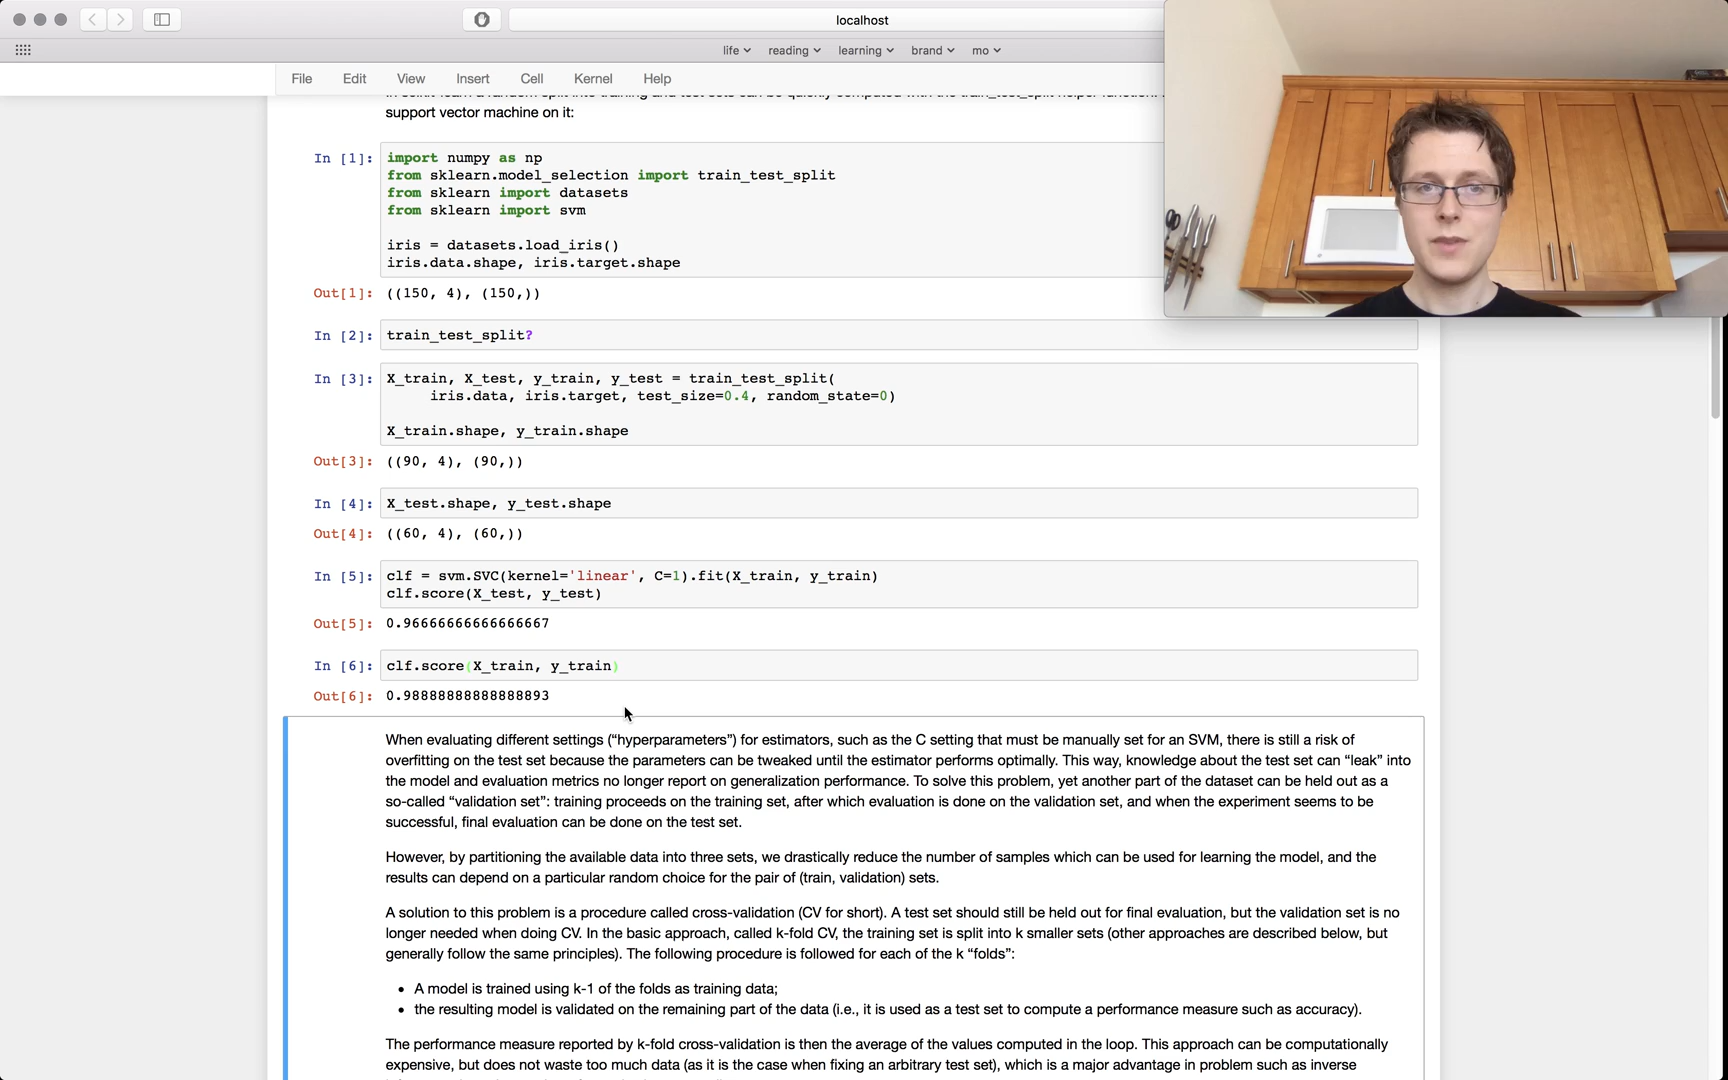 localhost
life reading learning brand mo
File Edit View Insert Cell Kernel Help
support vector machine on it:
In [1]: import numpy as np
from sklearn.model_selection import train_test_split
from sklearn import datasets
from sklearn import svm
iris = datasets.load_iris()
iris.data.shape, iris.target.shape
Out[1]: ((150, 4), (150,))
In [2]: train_test_split?
In [3]: X_train, X_test, y_train, y_test = train_test_split(
iris.data, iris.target, test_size=0.4, random_state=0)
X_train.shape, y_train.shape
Out[3]: ((90, 4), (90,))
In [4]: X_test.shape, y_test.shape
Out[4]: ((60, 4), (60,))
In [5]: clf = svm.SVC(kernel='linear', C=1).fit(X_train, y_train)
clf.score(X_test, y_test)
Out[5]: 0.96666666666666667
In [6]: clf.score(X_train, y_train)
Out[6]: 0.98888888888888893
When evaluating different settings (“hyperparameters”) for estimators, such as the C setting that must be manually set for an SVM, there is still a risk of
overfitting on the test set because the parameters can be tweaked until the estimator performs optimally. This way, knowledge about the test set can “leak” into
the model and evaluation metrics no longer report on generalization performance. To solve this problem, yet another part of the dataset can be held out as a
so-called “validation set”: training proceeds on the training set, after which evaluation is done on the validation set, and when the experiment seems to be
successful, final evaluation can be done on the test set.
However, by partitioning the available data into three sets, we drastically reduce the number of samples which can be used for learning the model, and the
results can depend on a particular random choice for the pair of (train, validation) sets.
A solution to this problem is a procedure called cross-validation (CV for short). A test set should still be held out for final evaluation, but the validation set is no
longer needed when doing CV. In the basic approach, called k-fold CV, the training set is split into k smaller sets (other approaches are described below, but
generally follow the same principles). The following procedure is followed for each of the k “folds”:
• A model is trained using k-1 of the folds as training data;
• the resulting model is validated on the remaining part of the data (i.e., it is used as a test set to compute a performance measure such as accuracy).
The performance measure reported by k-fold cross-validation is then the average of the values computed in the loop. This approach can be computationally
expensive, but does not waste too much data (as it is the case when fixing an arbitrary test set), which is a major advantage in problem such as inverse